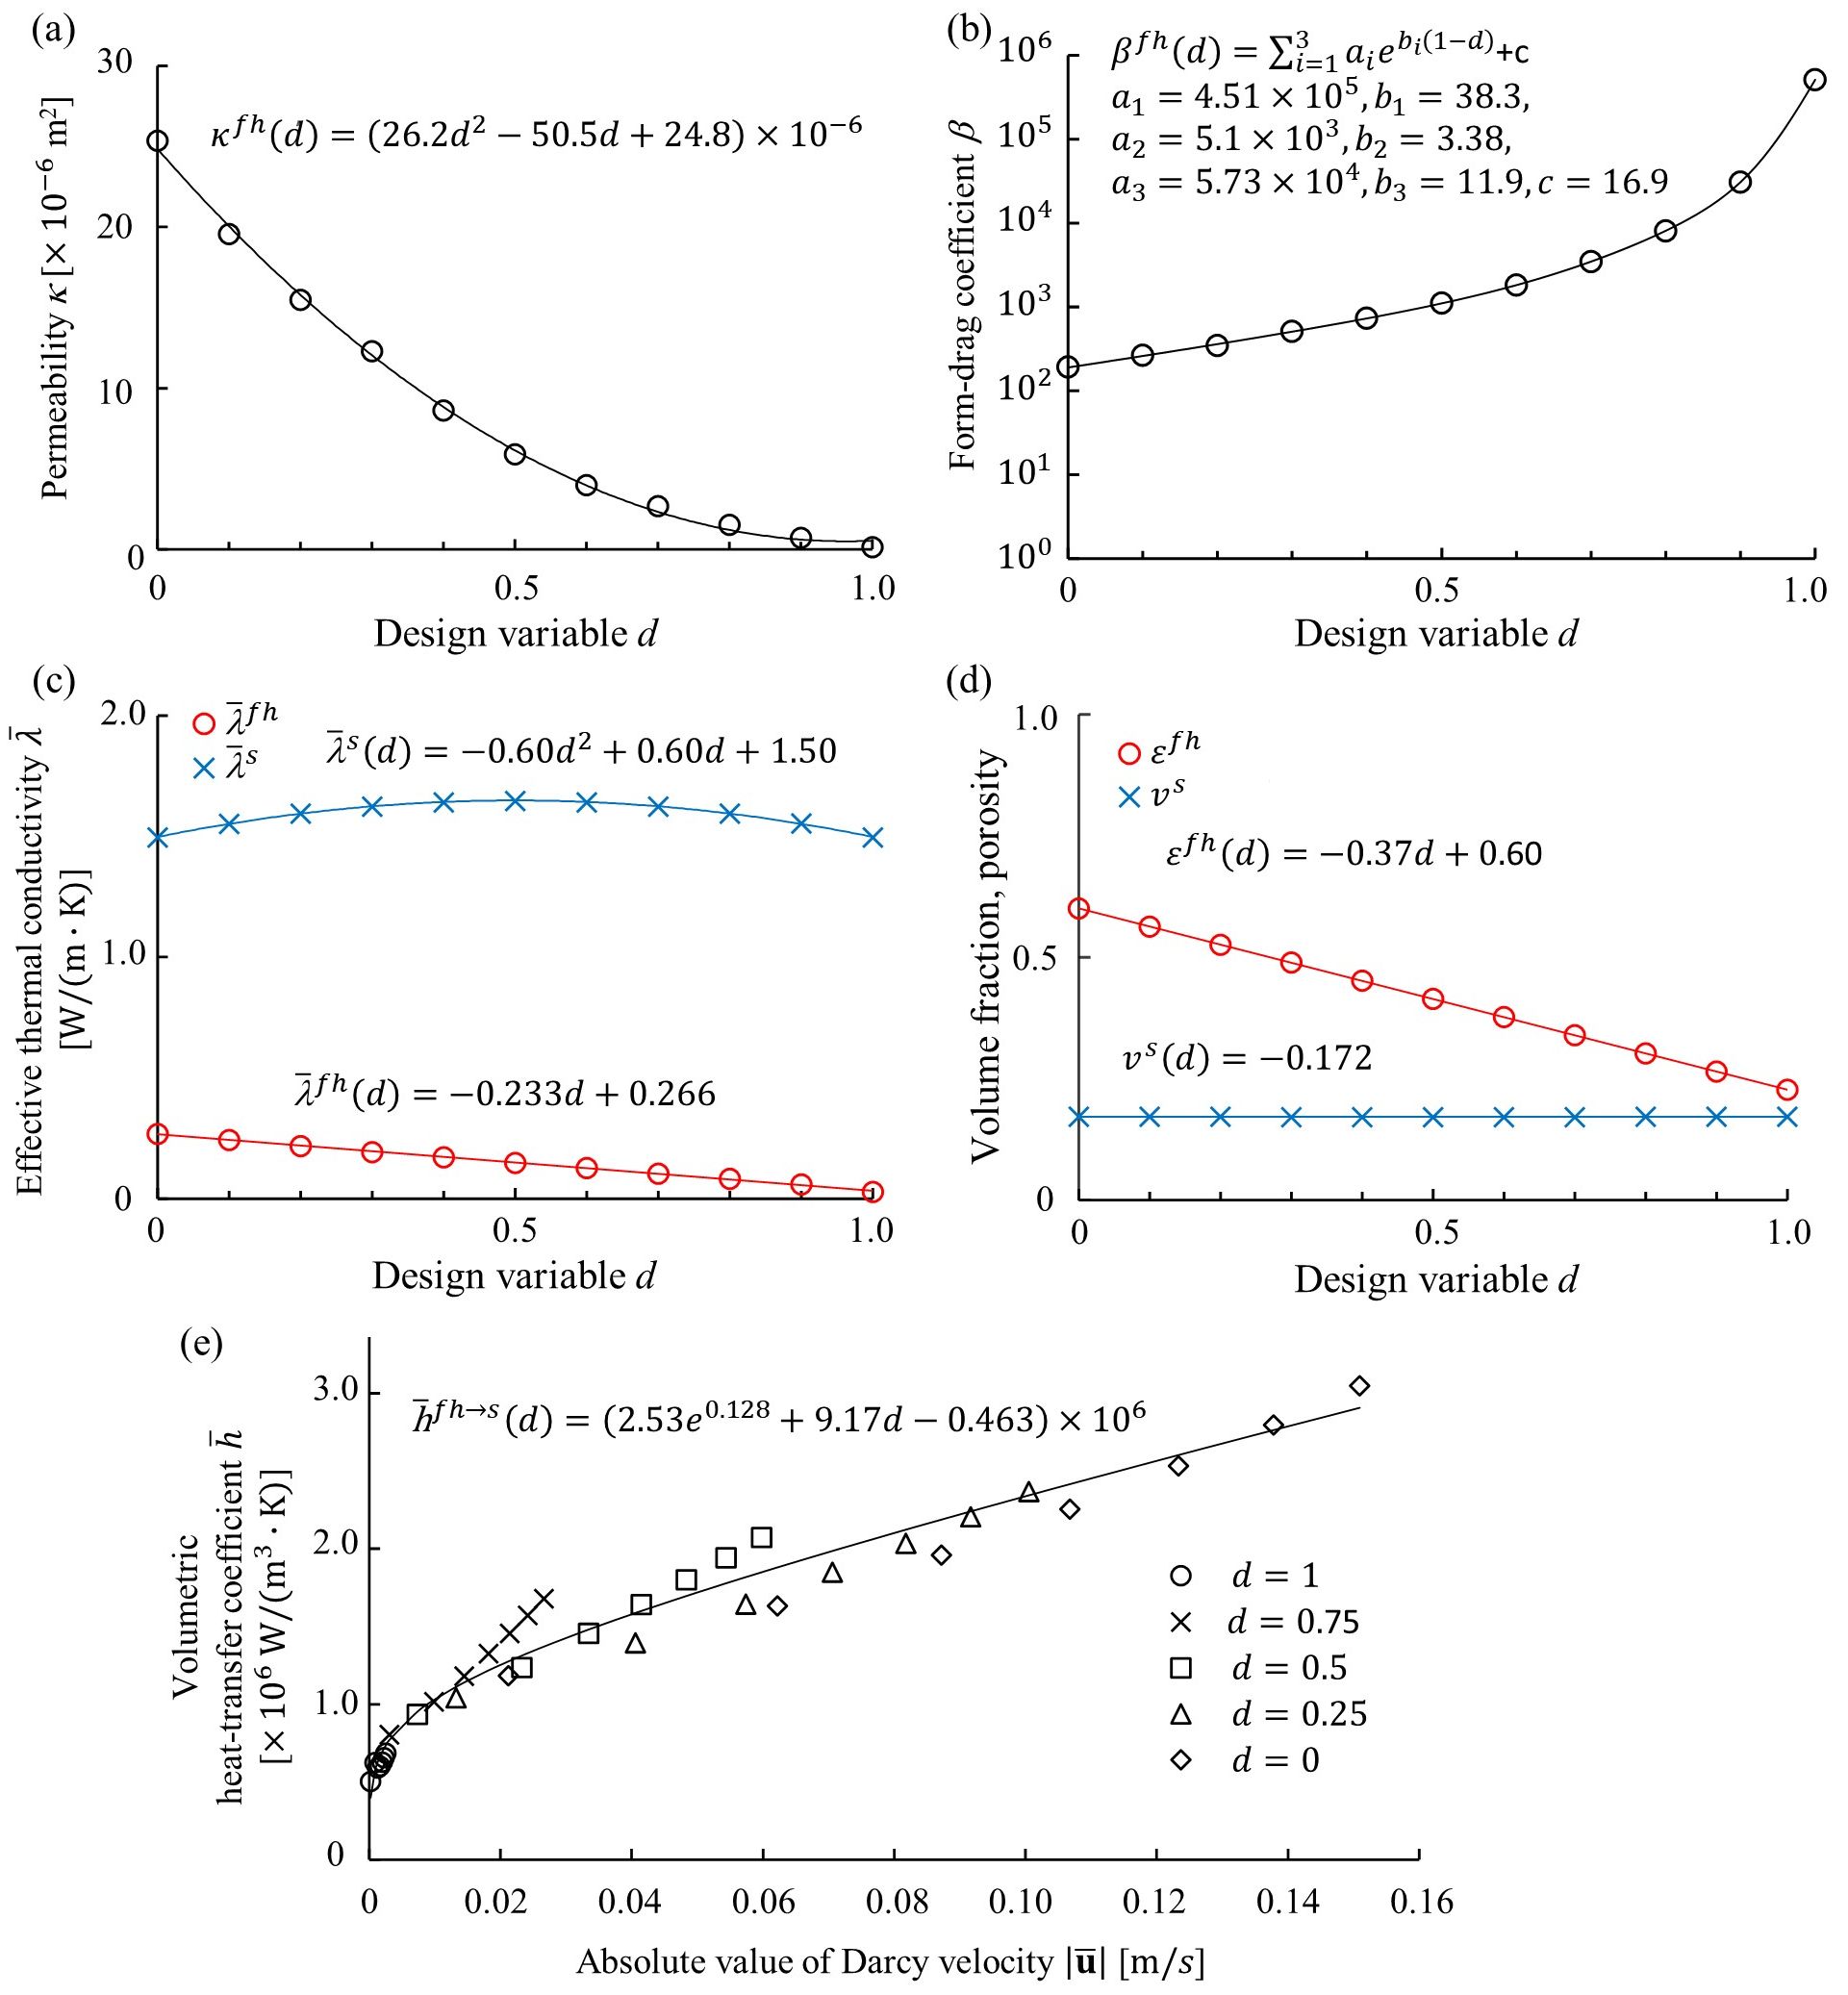 (a)
30
20
10
0
0
0.5
1.0
Permeability κ [× 10⁻⁶ m²]
κ^{fh}(d) = (26.2d² − 50.5d + 24.8) × 10⁻⁶
Design variable d
(b)
10⁶
10⁵
10⁴
10³
10²
10¹
10⁰
0
0.5
1.0
Form-drag coefficient β
β^{fh}(d) = ∑³ᵢ₌₁ aᵢe^{bᵢ(1−d)}+c
a₁ = 4.51 × 10⁵, b₁ = 38.3,
a₂ = 5.1 × 10³, b₂ = 3.38,
a₃ = 5.73 × 10⁴, b₃ = 11.9, c = 16.9
Design variable d
(c)
2.0
1.0
0
0
0.5
1.0
Effective thermal conductivity λ̄
[W/(m · K)]
λ̄^{fh}
λ̄^s
λ̄^s(d) = −0.60d² + 0.60d + 1.50
λ̄^{fh}(d) = −0.233d + 0.266
Design variable d
(d)
1.0
0.5
0
0
0.5
1.0
Volume fraction, porosity
ε^{fh}
v^s
ε^{fh}(d) = −0.37d + 0.60
v^s(d) = −0.172
Design variable d
(e)
3.0
2.0
1.0
0
0
0.02
0.04
0.06
0.08
0.10
0.12
0.14
0.16
Volumetric
heat-transfer coefficient h̄
[× 10⁶ W/(m³ · K)]
h̄^{fh→s}(d) = (2.53e^{0.128} + 9.17d − 0.463) × 10⁶
d = 1
d = 0.75
d = 0.5
d = 0.25
d = 0
Absolute value of Darcy velocity |ū| [m/s]